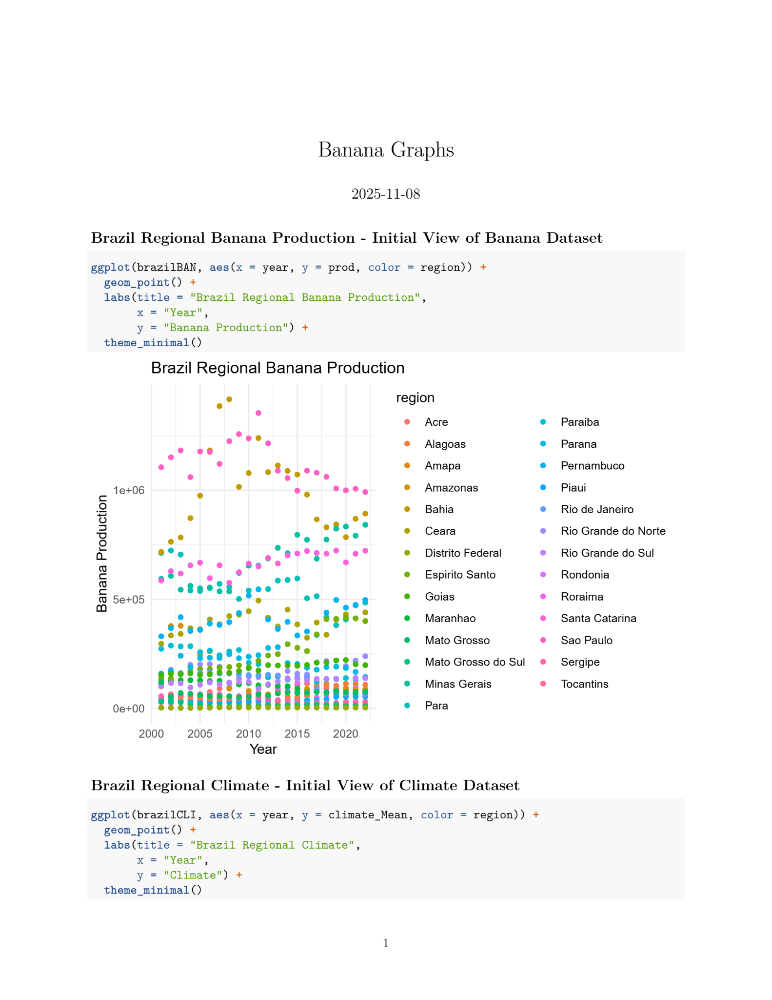 Banana Graphs
2025-11-08
Brazil Regional Banana Production - Initial View of Banana Dataset
ggplot(brazilBAN, aes(x = year, y = prod, color = region)) +
  geom_point() +
  labs(title = "Brazil Regional Banana Production",
       x = "Year",
       y = "Banana Production") +
  theme_minimal()
Brazil Regional Banana Production
Banana Production
1e+06
5e+05
0e+00
2000 2005 2010 2015 2020
Year
region
Acre
Alagoas
Amapa
Amazonas
Bahia
Ceara
Distrito Federal
Espirito Santo
Goias
Maranhao
Mato Grosso
Mato Grosso do Sul
Minas Gerais
Para
Paraiba
Parana
Pernambuco
Piaui
Rio de Janeiro
Rio Grande do Norte
Rio Grande do Sul
Rondonia
Roraima
Santa Catarina
Sao Paulo
Sergipe
Tocantins
Brazil Regional Climate - Initial View of Climate Dataset
ggplot(brazilCLI, aes(x = year, y = climate_Mean, color = region)) +
  geom_point() +
  labs(title = "Brazil Regional Climate",
       x = "Year",
       y = "Climate") +
  theme_minimal()
1